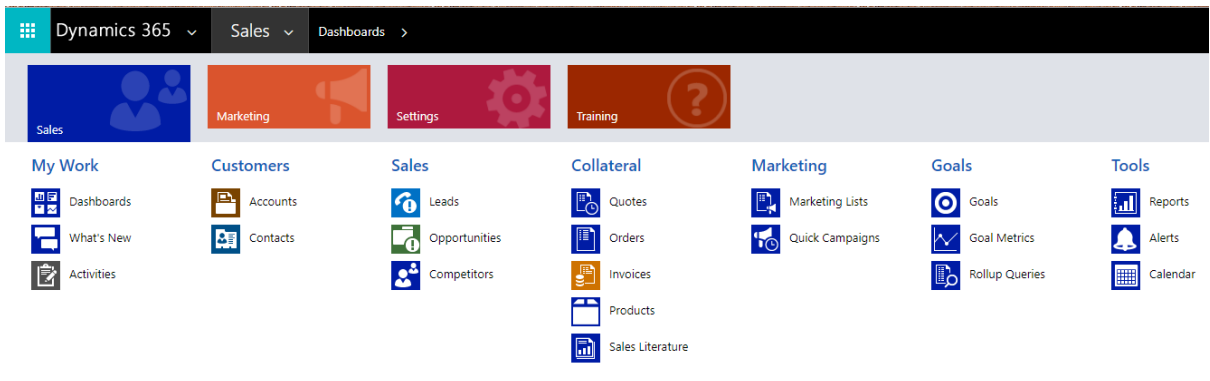 Dynamics 365 Sales Dashboards
Sales Marketing Settings Training
My Work Customers Sales Collateral Marketing Goals Tools
Dashboards Accounts Leads Quotes Marketing Lists Goals Reports
What's New Contacts Opportunities Orders Quick Campaigns Goal Metrics Alerts
Activities Competitors Invoices Rollup Queries Calendar
Products
Sales Literature